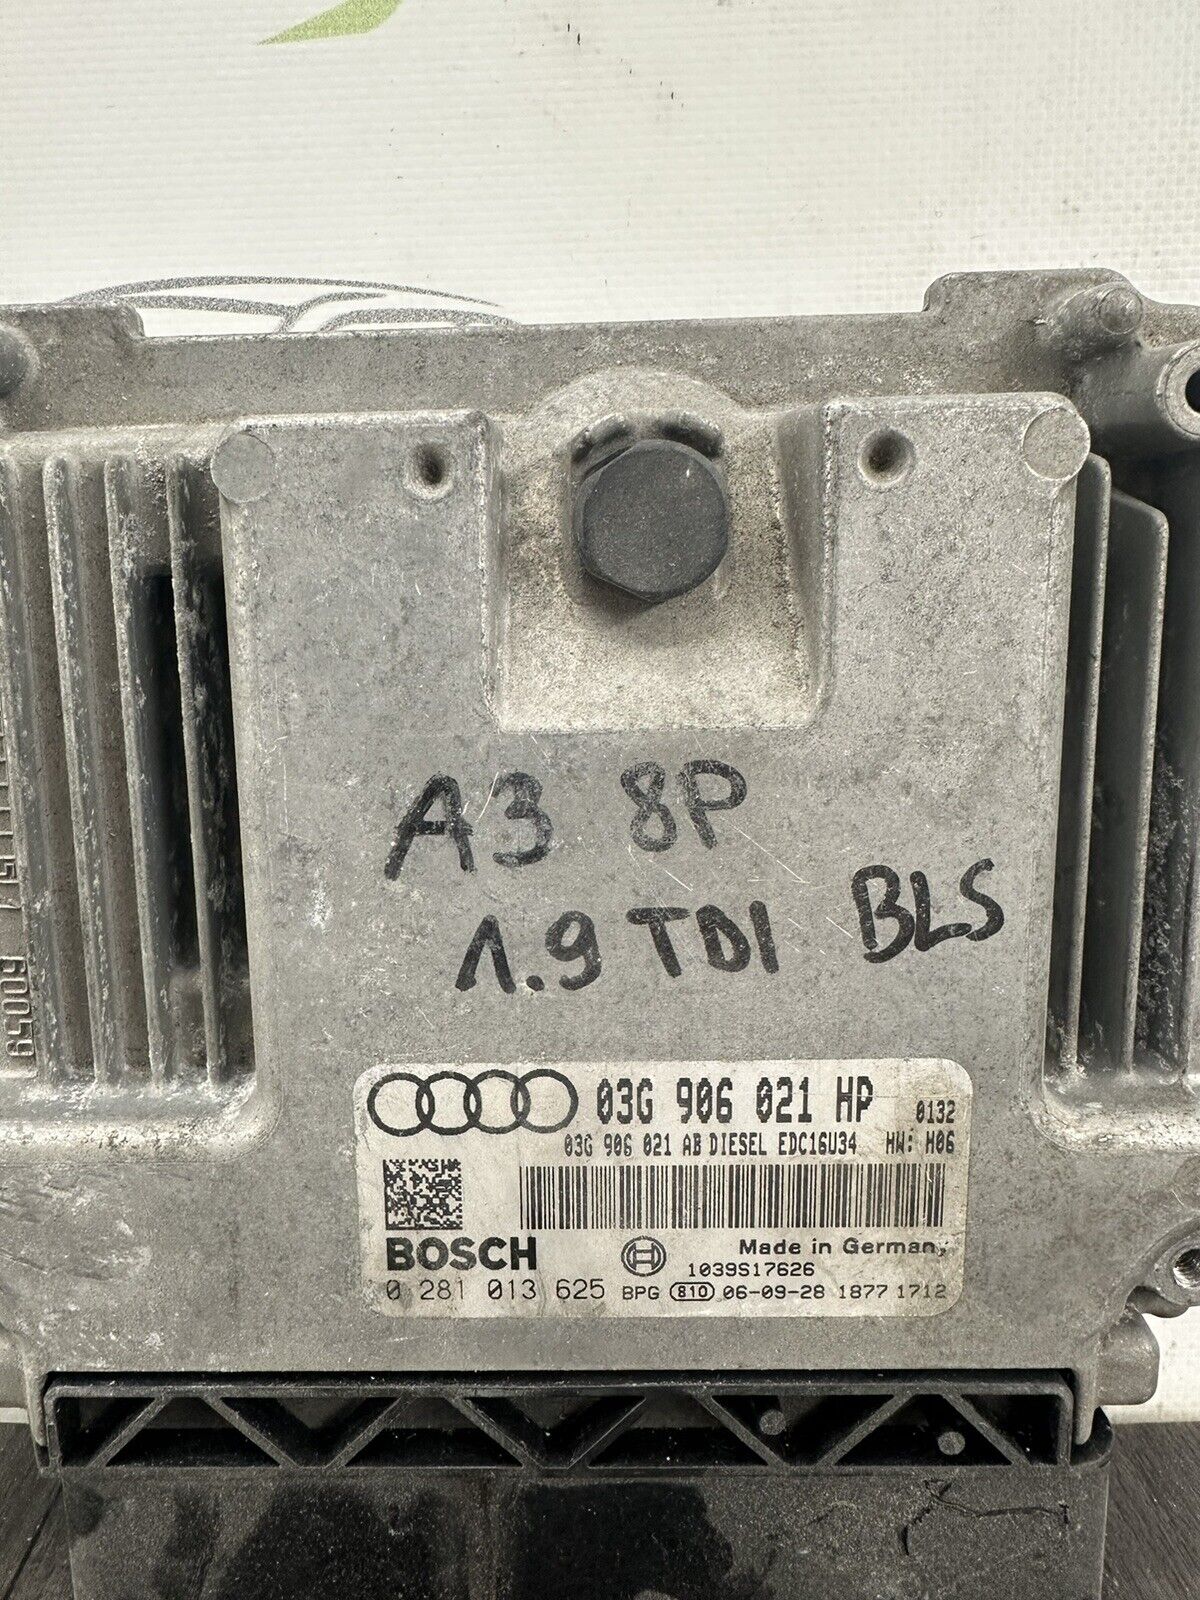 A3 8P
1.9 TDI BLS
03G 906 021 HP 0132
03G 906 021 AB DIESEL EDC16U34 HW: H06
BOSCH
Made in Germany
1039S17626
0 281 013 625 BPG 810 06-09-28 1877 1712
60059